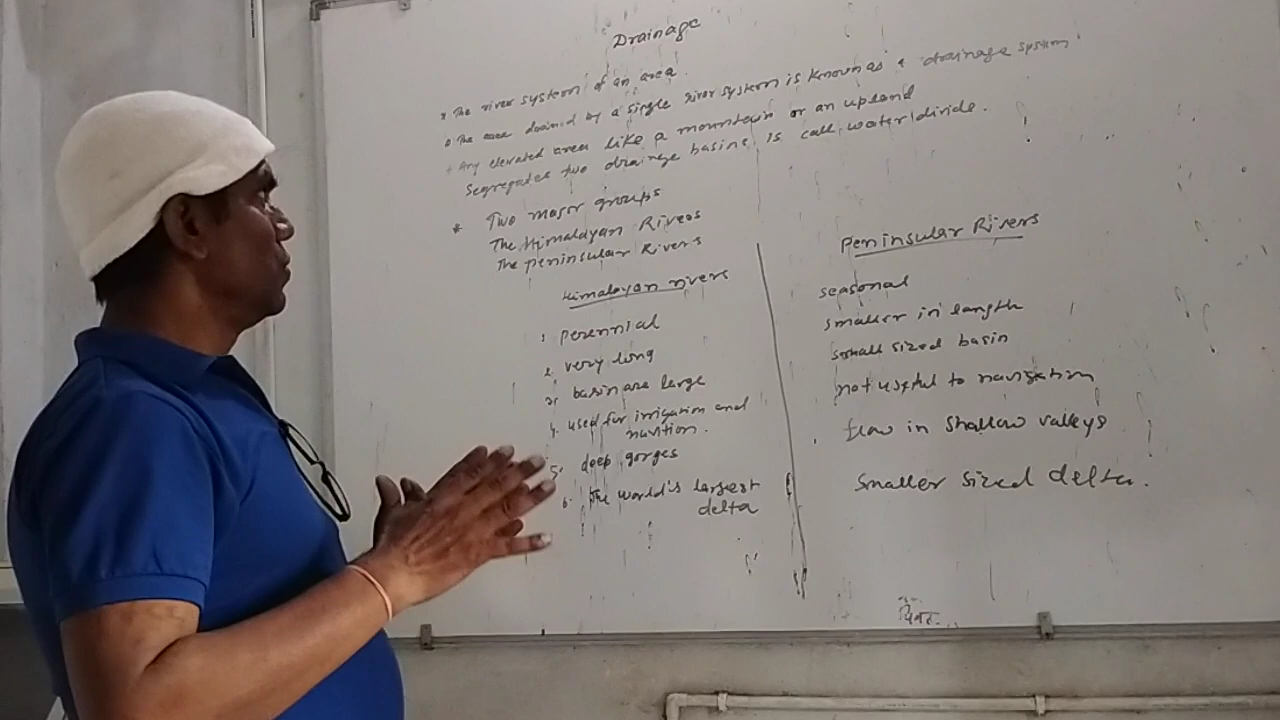 Drainage
* The river system of an area.
o The area drained by a single river system is known as a drainage system
+ Any elevated area like a mountain or an upland
segregates two drainage basins is call water divide.
* Two major groups
The Himalayan Rivers
The peninsular Rivers
Himalayan rivers
1 perennial
2. very long
3. basin are large
4. used for irrigation and
navition.
5. deep gorges
6. the world's largest
delta
Peninsular Rivers
seasonal
smaller in length
small sized basin
not useful to navigation
. flow in shallow valleys
smaller sized delta.